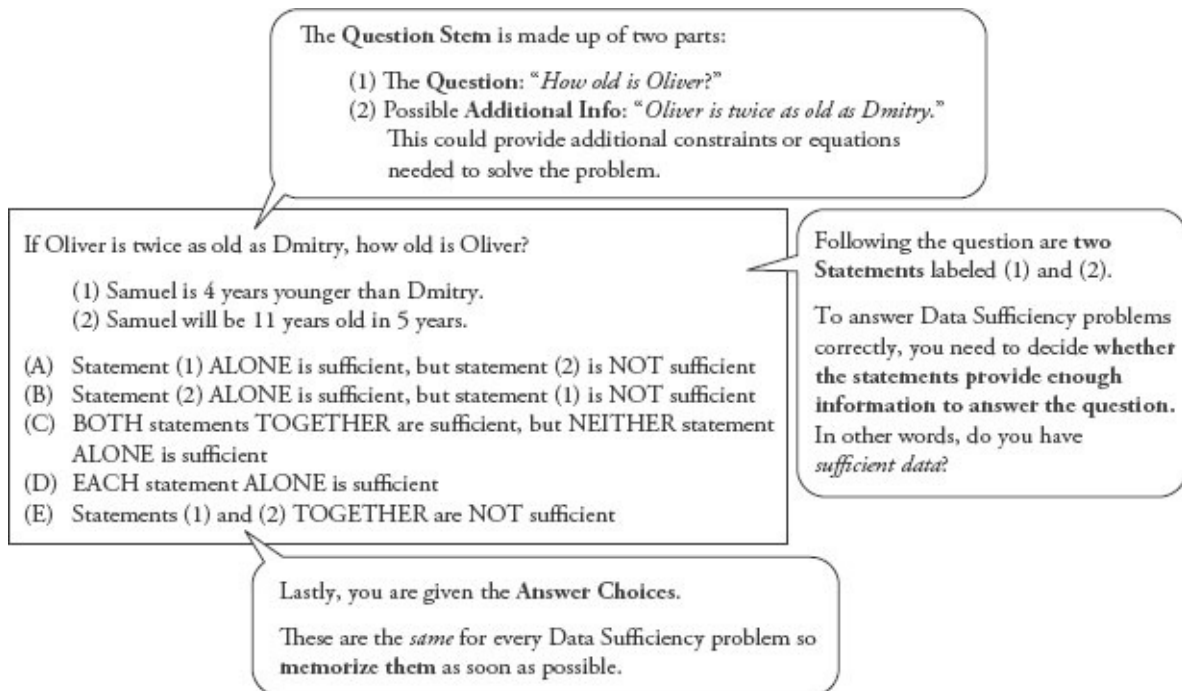 The Question Stem is made up of two parts:
(1) The Question: “How old is Oliver?”
(2) Possible Additional Info: “Oliver is twice as old as Dmitry.”
This could provide additional constraints or equations
needed to solve the problem.
If Oliver is twice as old as Dmitry, how old is Oliver?
(1) Samuel is 4 years younger than Dmitry.
(2) Samuel will be 11 years old in 5 years.
(A) Statement (1) ALONE is sufficient, but statement (2) is NOT sufficient
(B) Statement (2) ALONE is sufficient, but statement (1) is NOT sufficient
(C) BOTH statements TOGETHER are sufficient, but NEITHER statement
ALONE is sufficient
(D) EACH statement ALONE is sufficient
(E) Statements (1) and (2) TOGETHER are NOT sufficient
Following the question are two
Statements labeled (1) and (2).
To answer Data Sufficiency problems
correctly, you need to decide whether
the statements provide enough
information to answer the question.
In other words, do you have
sufficient data?
Lastly, you are given the Answer Choices.
These are the same for every Data Sufficiency problem so
memorize them as soon as possible.